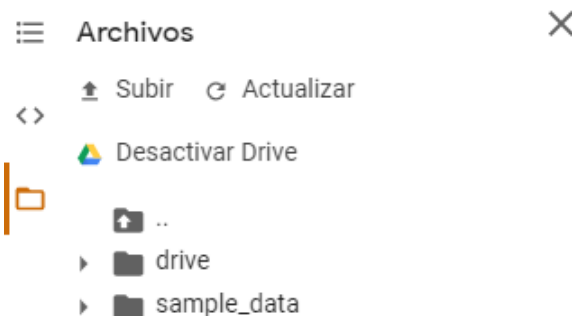 Archivos
Subir Actualizar
Desactivar Drive
..
drive
sample_data